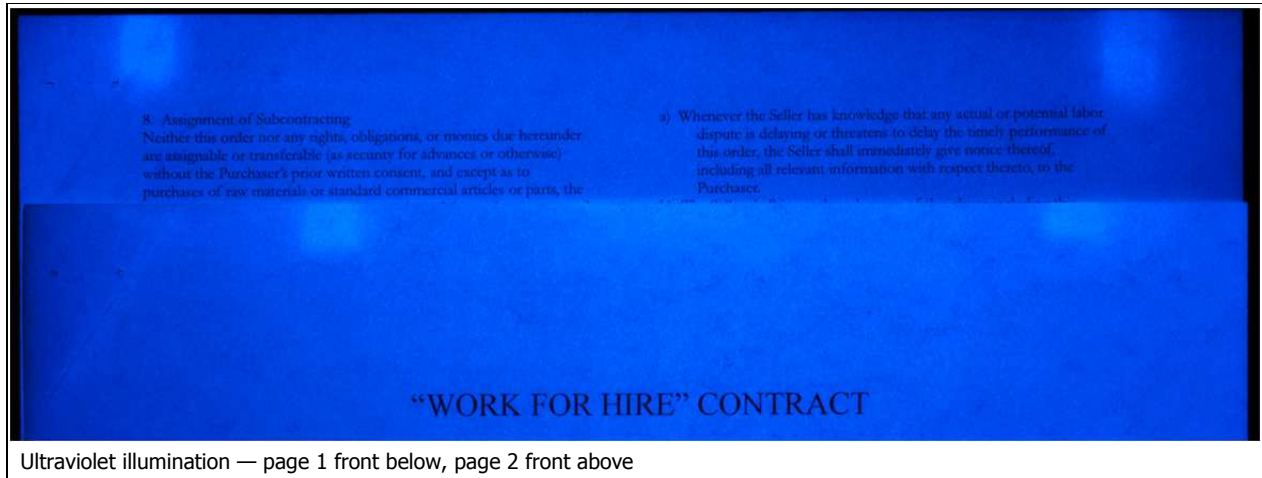 8. Assignment of Subcontracting
Neither this order nor any rights, obligations, or monies due hereunder
are assignable or transferable (as security for advances or otherwise)
without the Purchaser's prior written consent, and except as to
purchases of raw materials or standard commercial articles or parts, the
a) Whenever the Seller has knowledge that any actual or potential labor
dispute is delaying or threatens to delay the timely performance of
this order, the Seller shall immediately give notice thereof,
including all relevant information with respect thereto, to the
Purchaser.
“WORK FOR HIRE” CONTRACT
Ultraviolet illumination — page 1 front below, page 2 front above